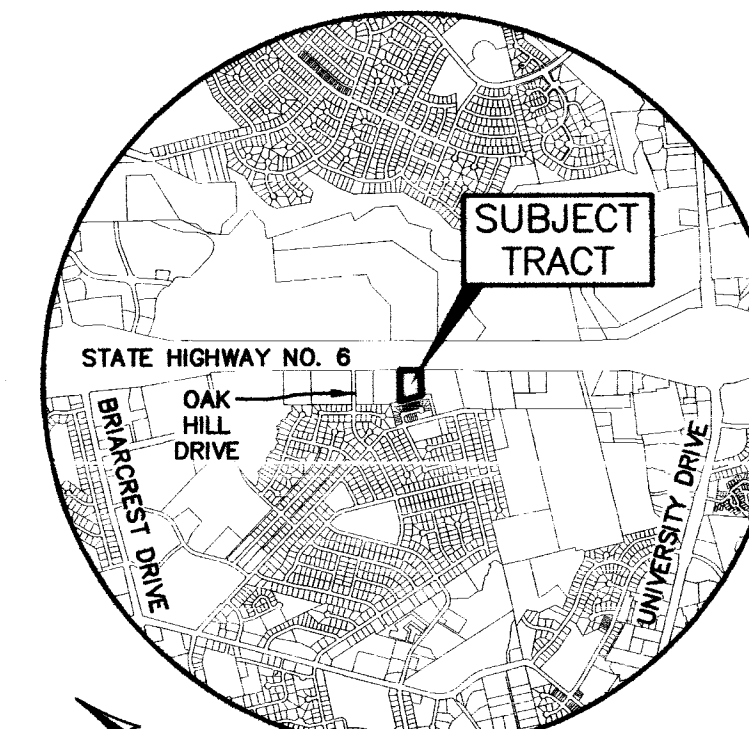 SUBJECT
TRACT
STATE HIGHWAY NO. 6
OAK
HILL
DRIVE
BRIARCREST DRIVE
UNIVERSITY DRIVE